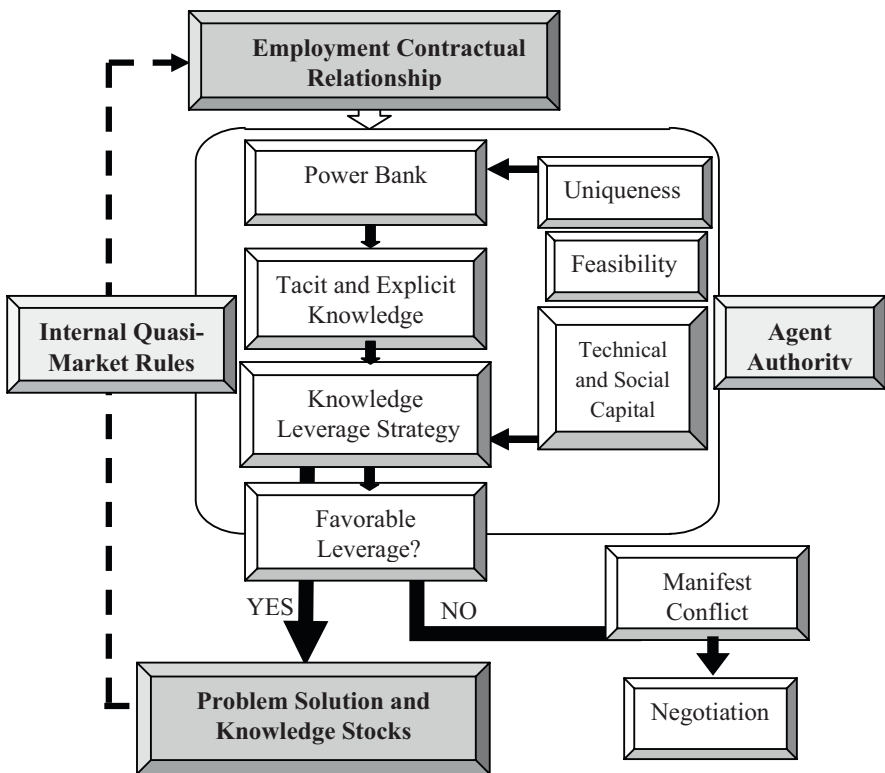 Employment Contractual
Relationship
Power Bank
Uniqueness
Feasibility
Tacit and Explicit
Knowledge
Internal Quasi-
Market Rules
Agent
Authority
Technical
and Social
Capital
Knowledge
Leverage Strategy
Favorable
Leverage?
YES
NO
Manifest
Conflict
Problem Solution and
Knowledge Stocks
Negotiation